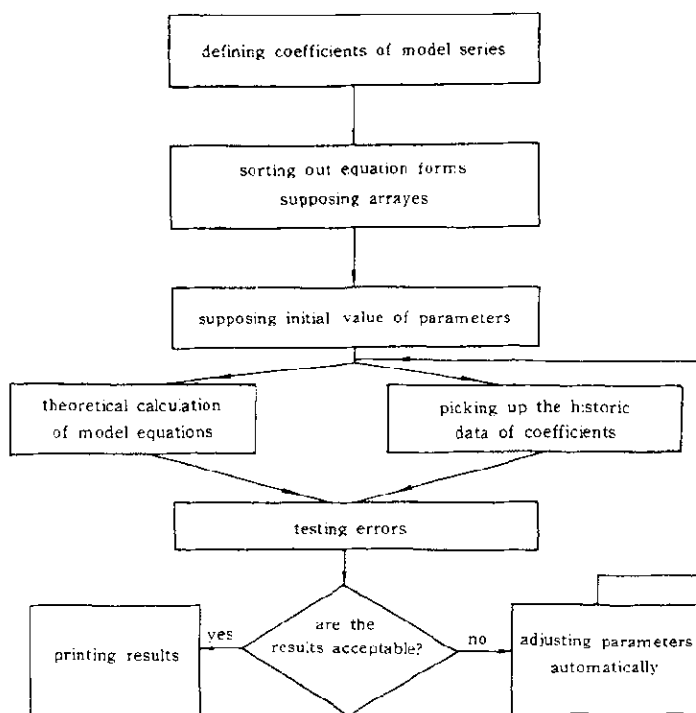 defining coefficients of model series
sorting out equation forms
supposing arrayes
supposing initial value of parameters
theoretical calculation
of model equations
picking up the historic
data of coefficients
testing errors
are the
results acceptable?
yes
no
printing results
adjusting parameters
automatically